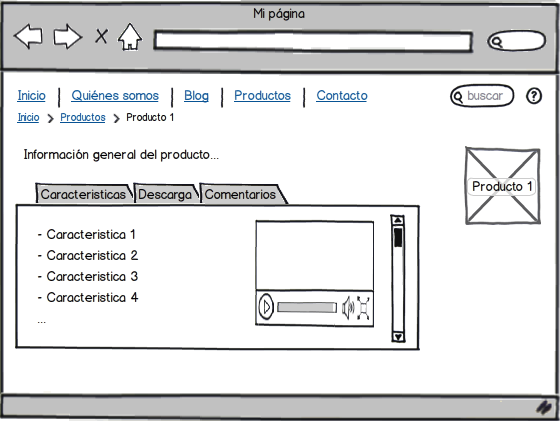 Mi página
Inicio Quiénes somos Blog Productos Contacto buscar ?
Inicio Productos Producto 1
Información general del producto...
Producto 1
Caracteristicas Descarga Comentarios
- Caracteristica 1
- Caracteristica 2
- Caracteristica 3
- Caracteristica 4
...